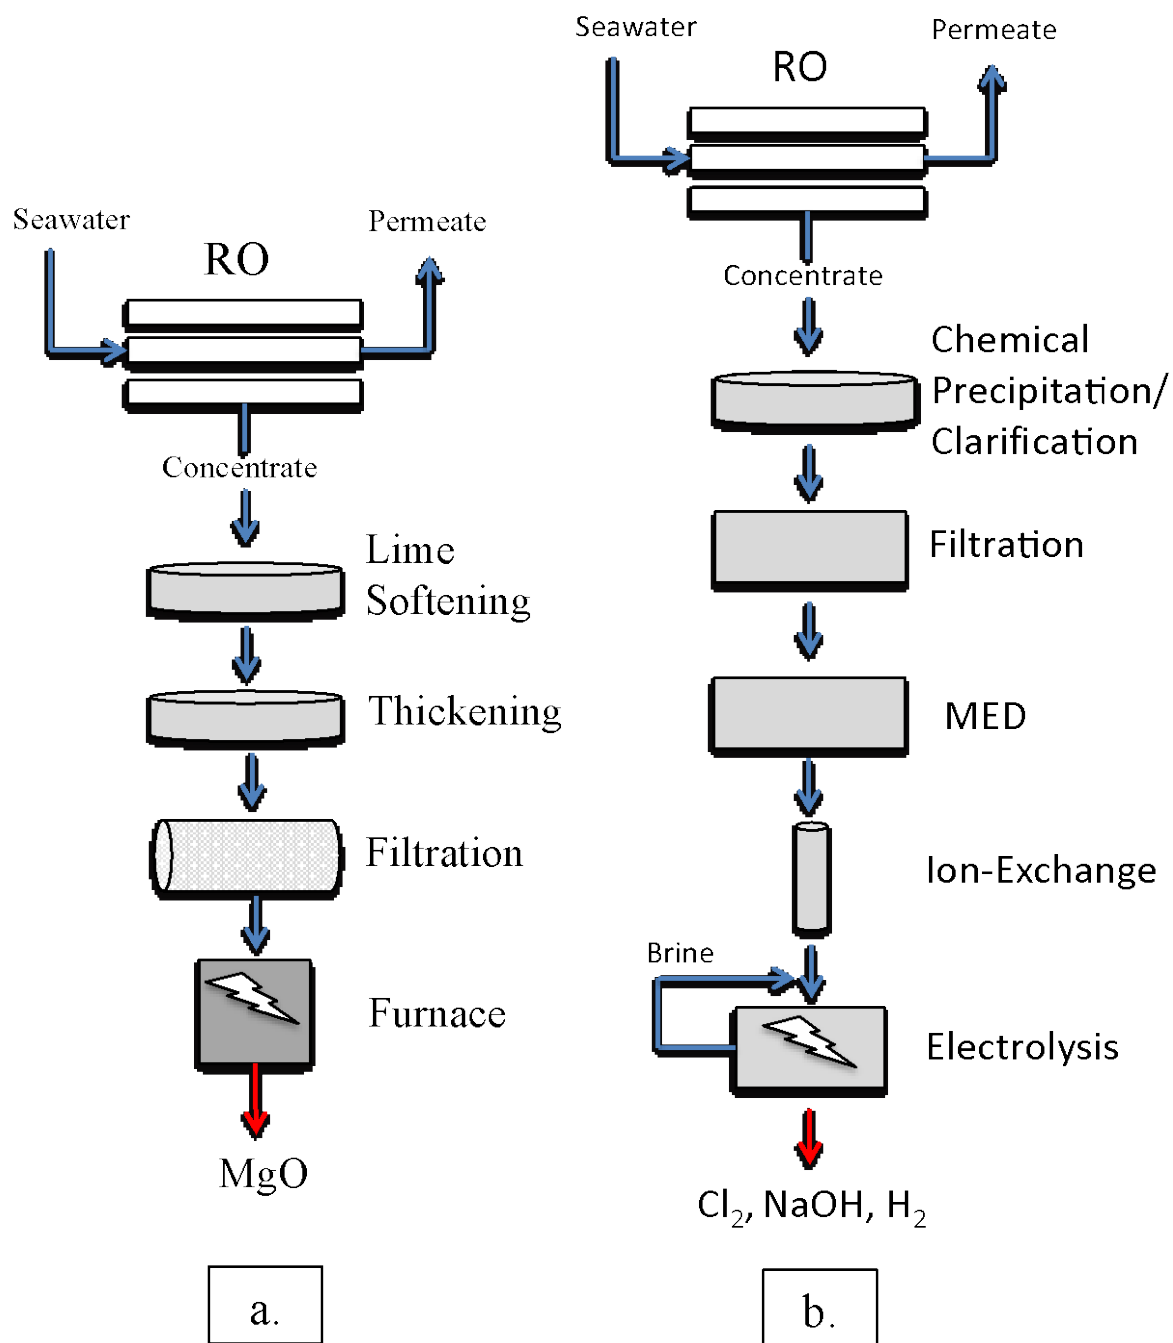 Seawater
Permeate
RO
Concentrate
Lime
Softening
Thickening
Filtration
Furnace
MgO
a.
Seawater
Permeate
RO
Concentrate
Chemical
Precipitation/
Clarification
Filtration
MED
Ion-Exchange
Brine
Electrolysis
Cl₂, NaOH, H₂
b.